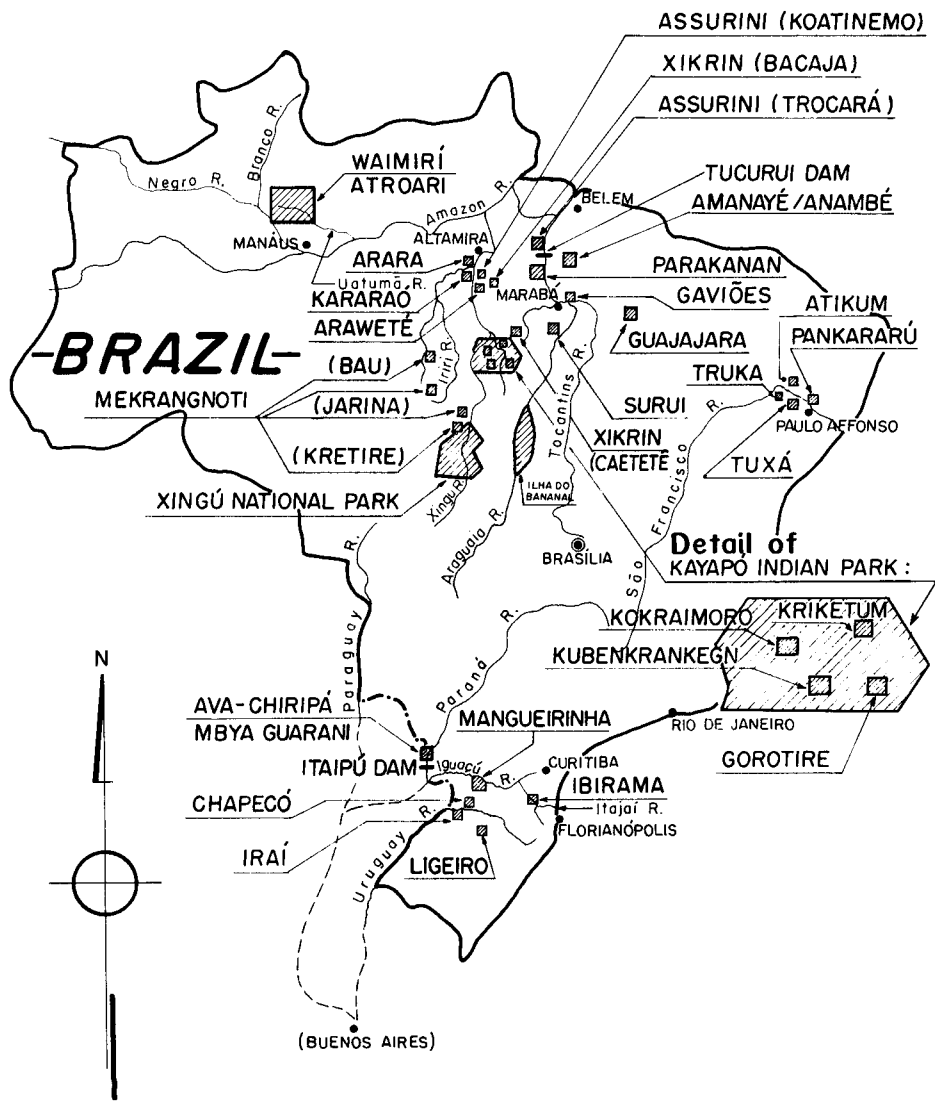 ASSURINI (KOATINEMO)
XIKRIN (BACAJA)
ASSURINI (TROCARÁ)
WAIMIRÍ
ATROARI
Branco R.
Negro R.
MANÁUS
Amazon R.
ALTAMIRA
BELEM
TUCURUI DAM
AMANAYÉ/ANAMBÉ
ARARA
Uatumã R.
KARARAÓ
ARAWETÉ
PARAKANAN
MARABÁ
GAVIÕES
ATIKUM
PANKARARÚ
GUAJAJARA
-BRAZIL-
Iriri R.
(BAU)
MEKRANGNOTI
(JARINA)
(KRETIRE)
TRUKA
PAULO AFFONSO
SURUI
XIKRIN
(CAETETÉ
TUXÁ
Tocantins R.
XINGÚ NATIONAL PARK
Xingu R.
ILHA DO
BANANAL
Araguaia R.
BRASÍLIA
São Francisco R.
Detail of
KAYAPÓ INDIAN PARK :
KOKRAIMORO
KRIKETUM
KUBENKRANKEGN
GOROTIRE
N
Paraguay R.
Paraná R.
AVA-CHIRIPÁ
MBYA GUARANI
MANGUEIRINHA
RIO DE JANEIRO
ITAIPÚ DAM
Iguaçú R.
CURITIBA
IBIRAMA
Itajaí R.
CHAPECÓ
FLORIANÓPOLIS
IRAÍ
Uruguay R.
LIGEIRO
(BUENOS AIRES)